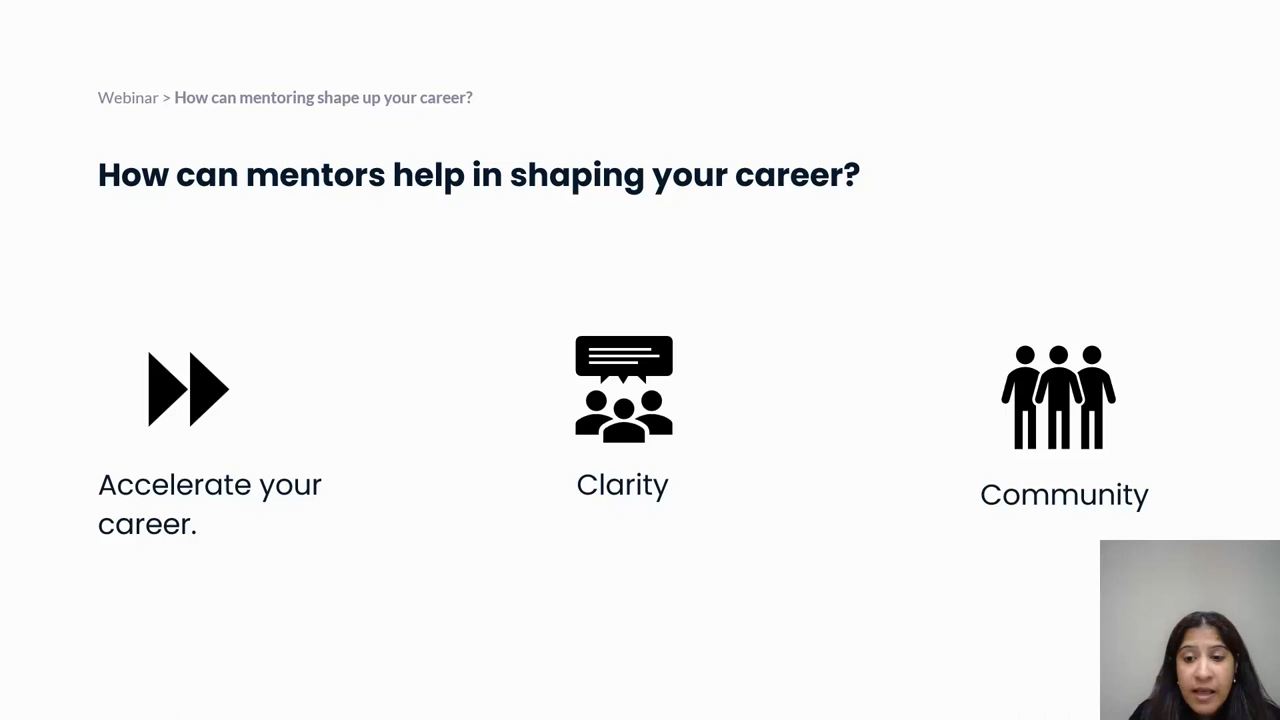 Webinar > How can mentoring shape up your career?
How can mentors help in shaping your career?
Accelerate your
career.
Clarity
Community